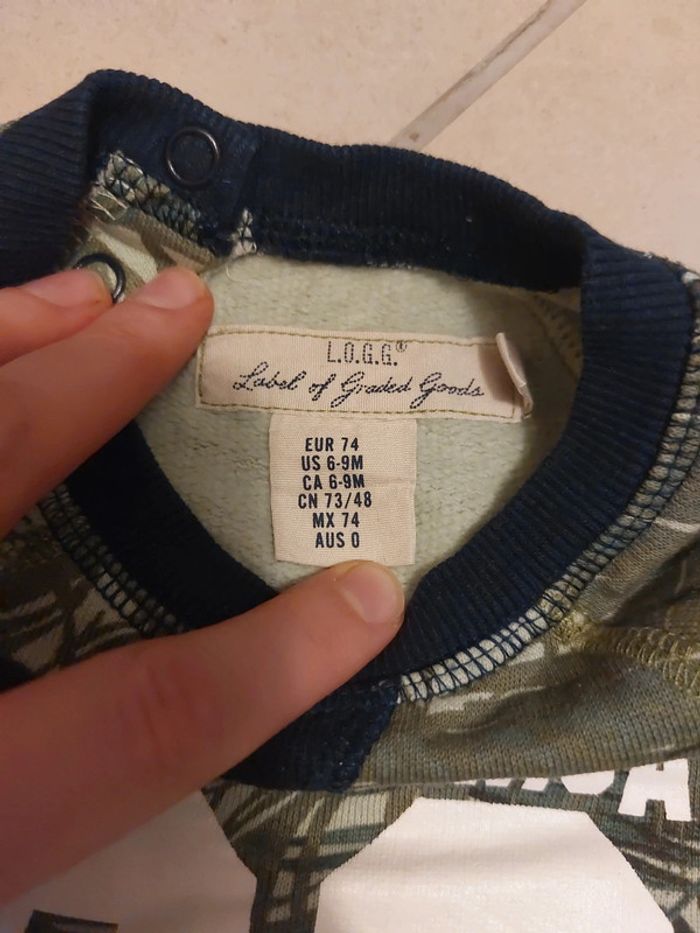 L.O.G.G.®
Label of Graded Goods
EUR 74
US 6-9M
CA 6-9M
CN 73/48
MX 74
AUS 0